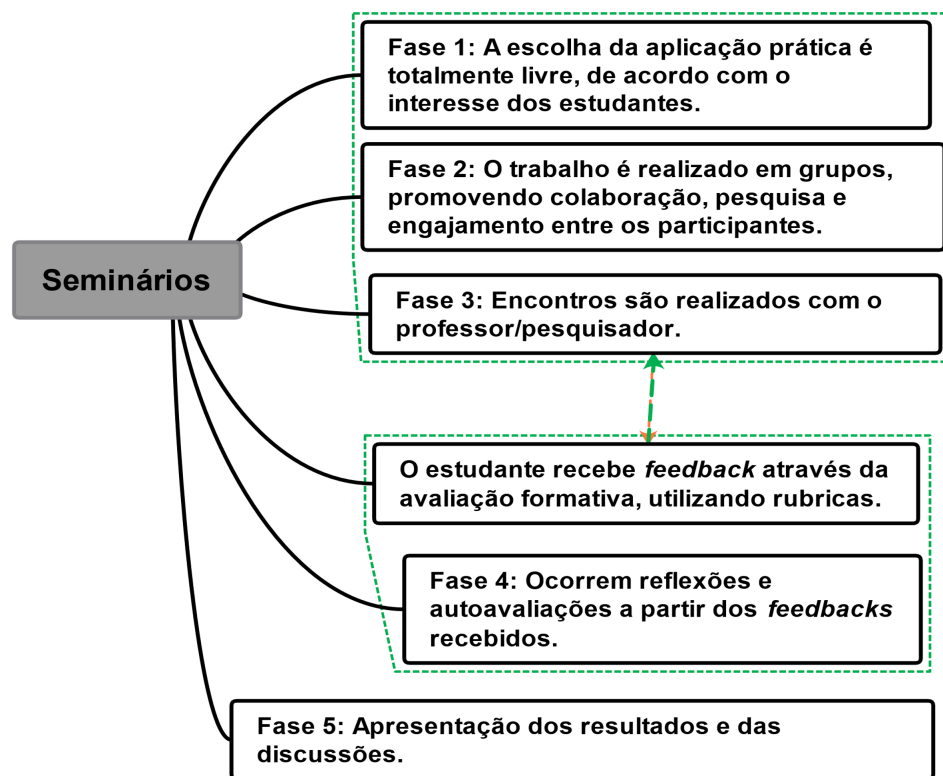 Fase 1: A escolha da aplicação prática é
totalmente livre, de acordo com o
interesse dos estudantes.
Fase 2: O trabalho é realizado em grupos,
promovendo colaboração, pesquisa e
engajamento entre os participantes.
Seminários
Fase 3: Encontros são realizados com o
professor/pesquisador.
O estudante recebe feedback através da
avaliação formativa, utilizando rubricas.
Fase 4: Ocorrem reflexões e
autoavaliações a partir dos feedbacks
recebidos.
Fase 5: Apresentação dos resultados e das
discussões.